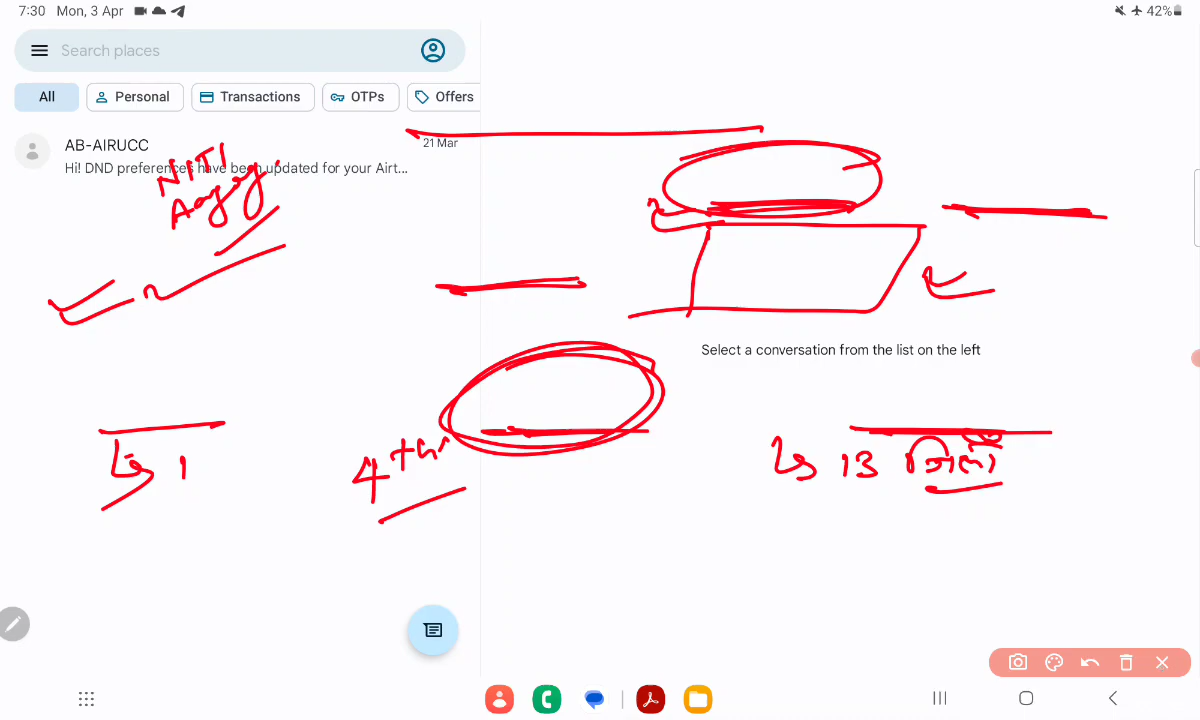 7:30 Mon, 3 Apr
42%
Search places
All Personal Transactions OTPs Offers
AB-AIRUCC
21 Mar
Hi! DND preferences have been updated for your Airt...
NITI
Aayog
Select a conversation from the list on the left
4th
13